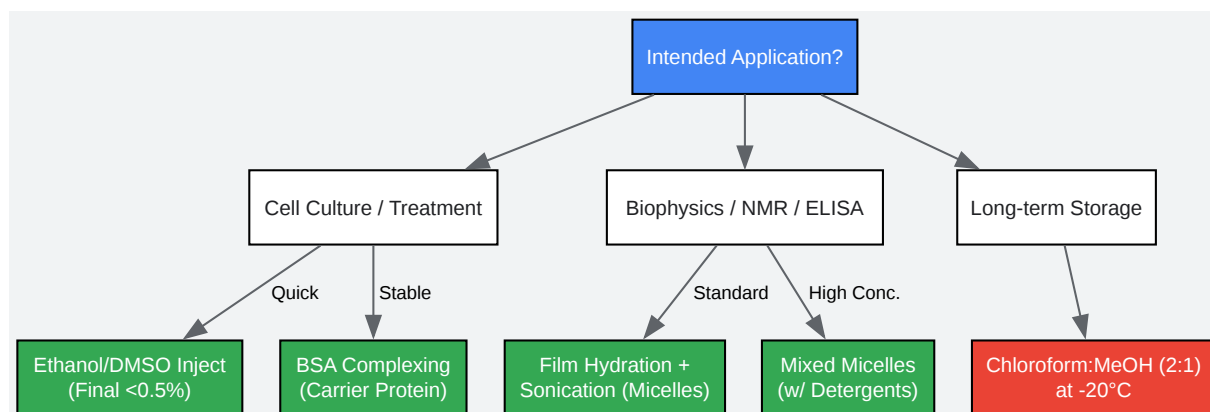 Intended Application?
Cell Culture / Treatment
Biophysics / NMR / ELISA
Long-term Storage
Quick
Stable
Standard
High Conc.
Ethanol/DMSO Inject
(Final <0.5%)
BSA Complexing
(Carrier Protein)
Film Hydration +
Sonication (Micelles)
Mixed Micelles
(w/ Detergents)
Chloroform:MeOH (2:1)
at -20°C